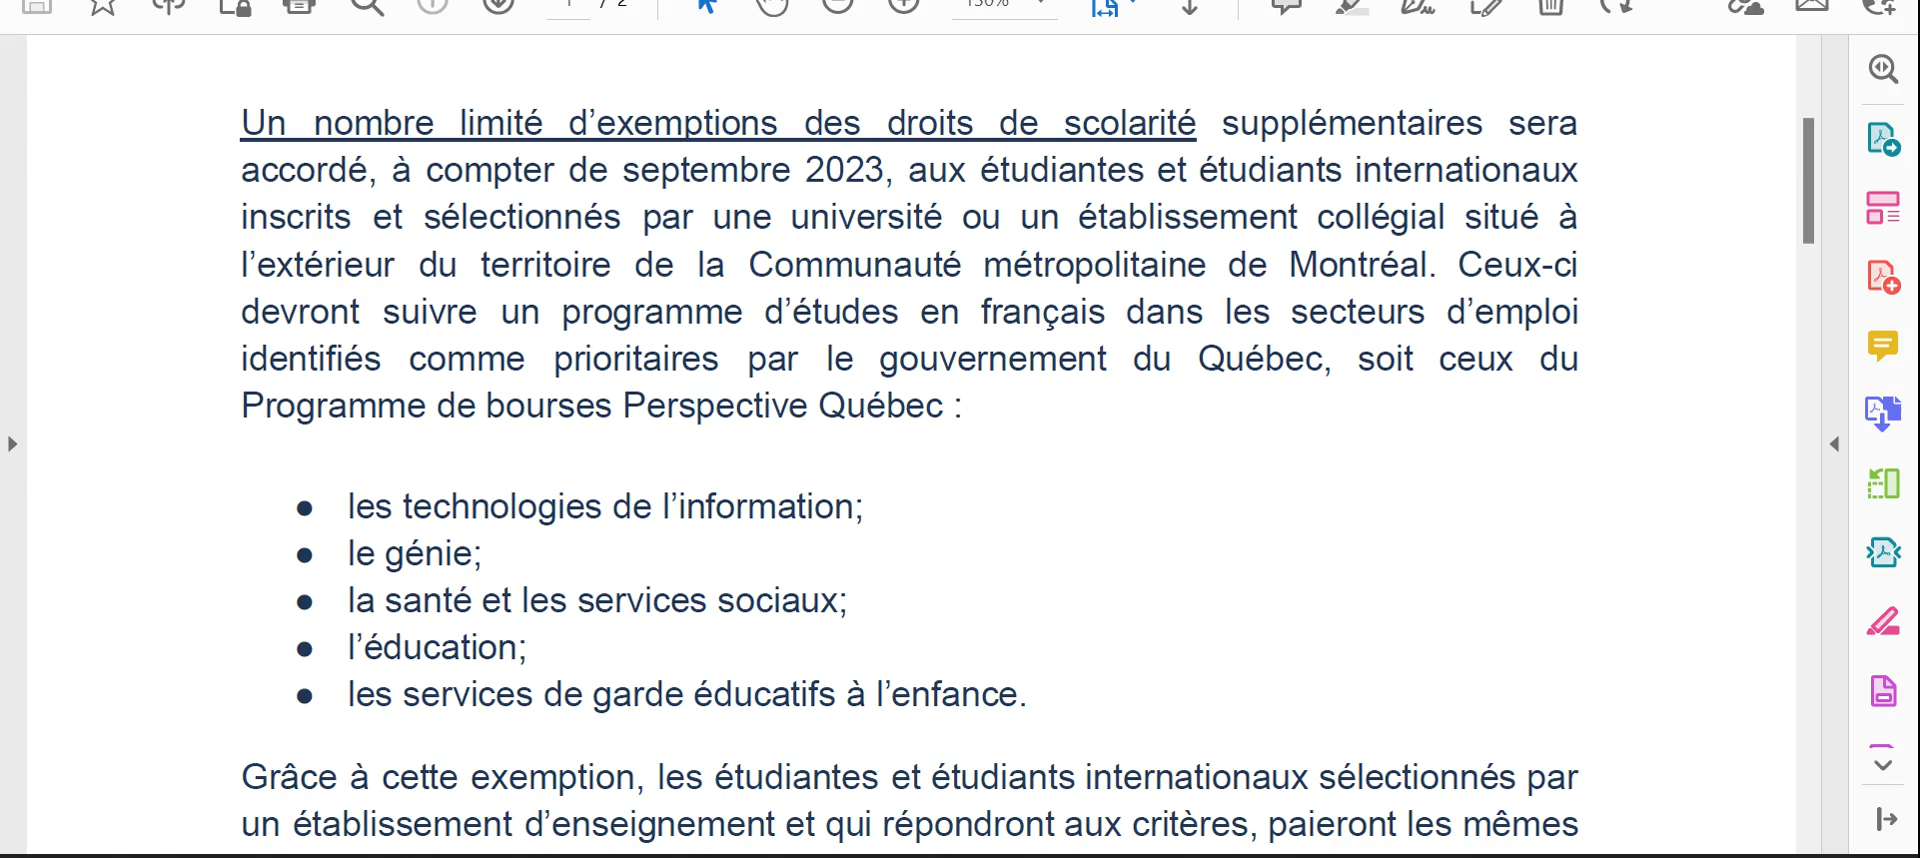 Un nombre limité d’exemptions des droits de scolarité supplémentaires sera
accordé, à compter de septembre 2023, aux étudiantes et étudiants internationaux
inscrits et sélectionnés par une université ou un établissement collégial situé à
l’extérieur du territoire de la Communauté métropolitaine de Montréal. Ceux-ci
devront suivre un programme d’études en français dans les secteurs d’emploi
identifiés comme prioritaires par le gouvernement du Québec, soit ceux du
Programme de bourses Perspective Québec :
● les technologies de l’information;
● le génie;
● la santé et les services sociaux;
● l’éducation;
● les services de garde éducatifs à l’enfance.
Grâce à cette exemption, les étudiantes et étudiants internationaux sélectionnés par
un établissement d’enseignement et qui répondront aux critères, paieront les mêmes